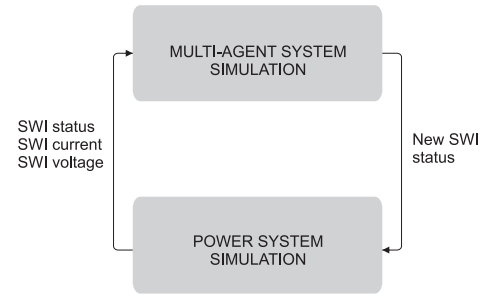 MULTI-AGENT SYSTEM
SIMULATION
SWI status
SWI current
SWI voltage
New SWI
status
POWER SYSTEM
SIMULATION